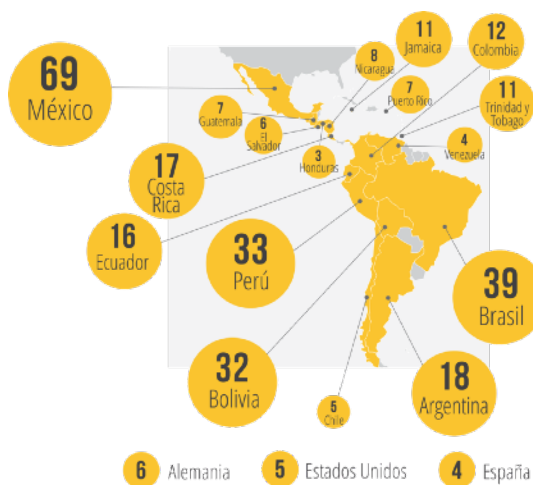 69
México
11
Jamaica
12
Colombia
8
Nicaragua
7
Puerto Rico
11
Trinidad y
Tobago
7
Guatemala
6
El
Salvador
4
Venezuela
3
Honduras
17
Costa
Rica
16
Ecuador
33
Perú
39
Brasil
32
Bolivia
18
Argentina
5
Chile
6 Alemania
5 Estados Unidos
4 España